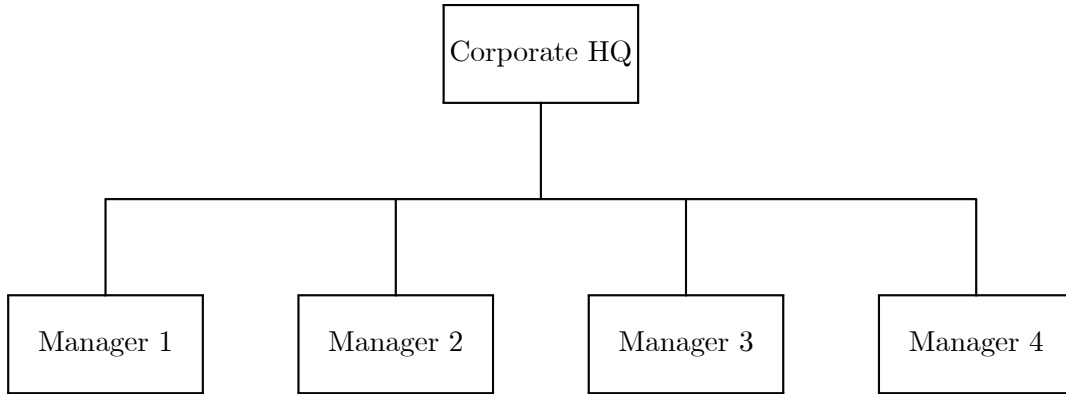 Corporate HQ
Manager 1
Manager 2
Manager 3
Manager 4